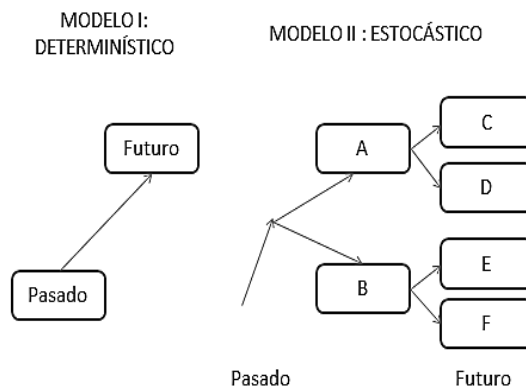 MODELO I:
DETERMINÍSTICO
Futuro
Pasado
MODELO II : ESTOCÁSTICO
A
B
C
D
E
F
Pasado
Futuro